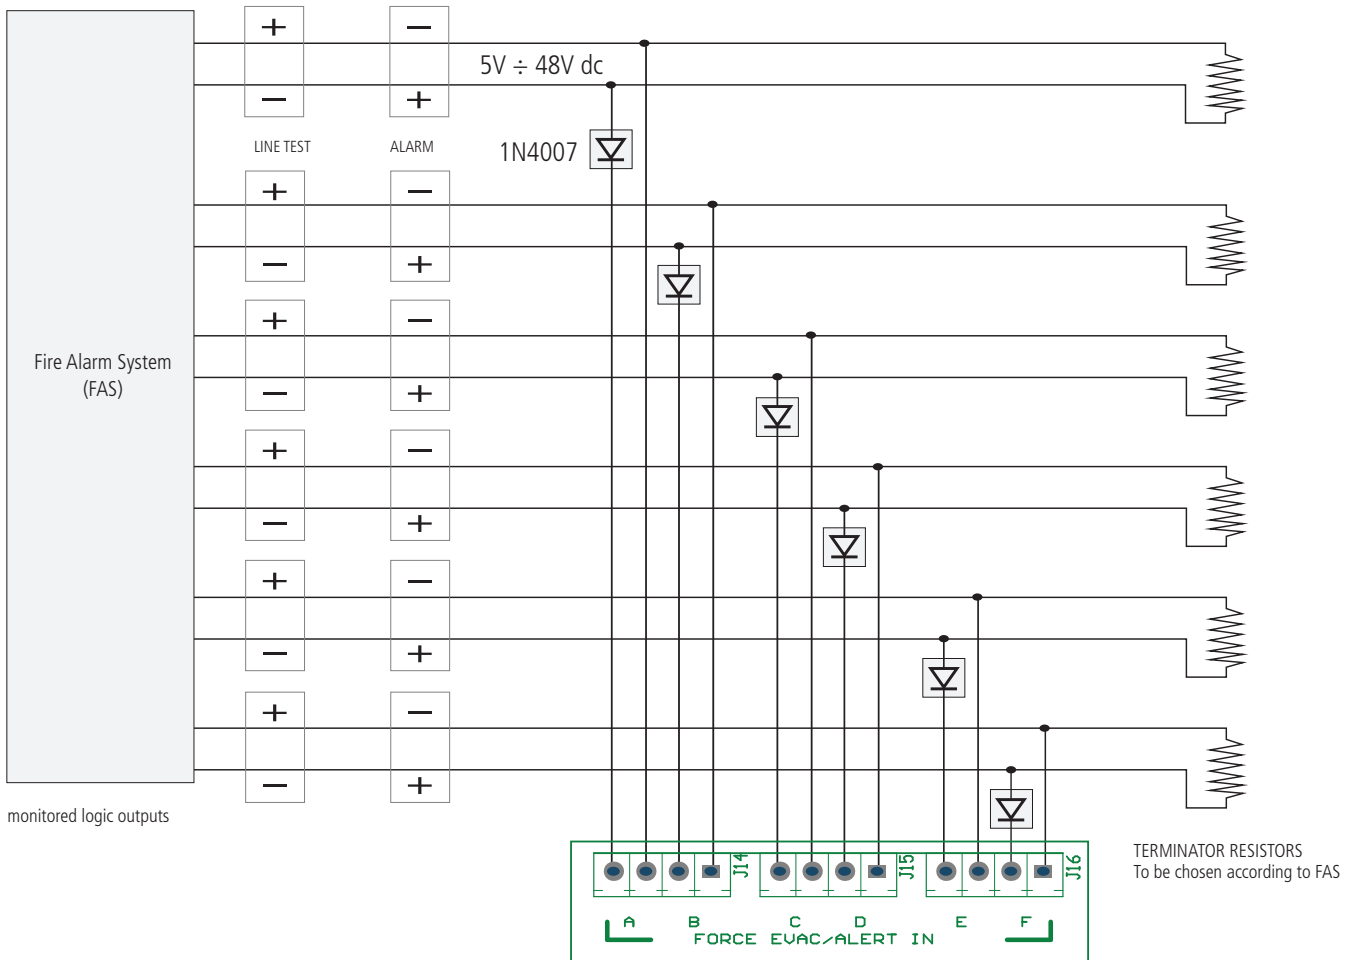 + −
5V ÷ 48V dc
− +
LINE TEST ALARM 1N4007
+ −
− +
+ −
Fire Alarm System
(FAS)
− +
+ −
− +
+ −
− +
+ −
− +
monitored logic outputs
J14 J15 J16
TERMINATOR RESISTORS
To be chosen according to FAS
A B C D E F
FORCE EVAC/ALERT IN